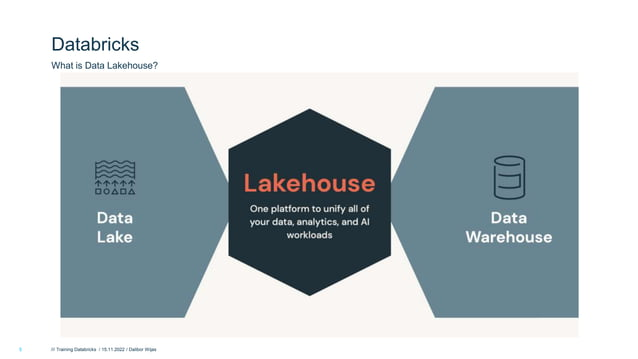 Databricks
What is Data Lakehouse?
Data
Lake
Lakehouse
One platform to unify all of
your data, analytics, and AI
workloads
Data
Warehouse
5 /// Training Databricks / 15.11.2022 / Dalibor Wijas